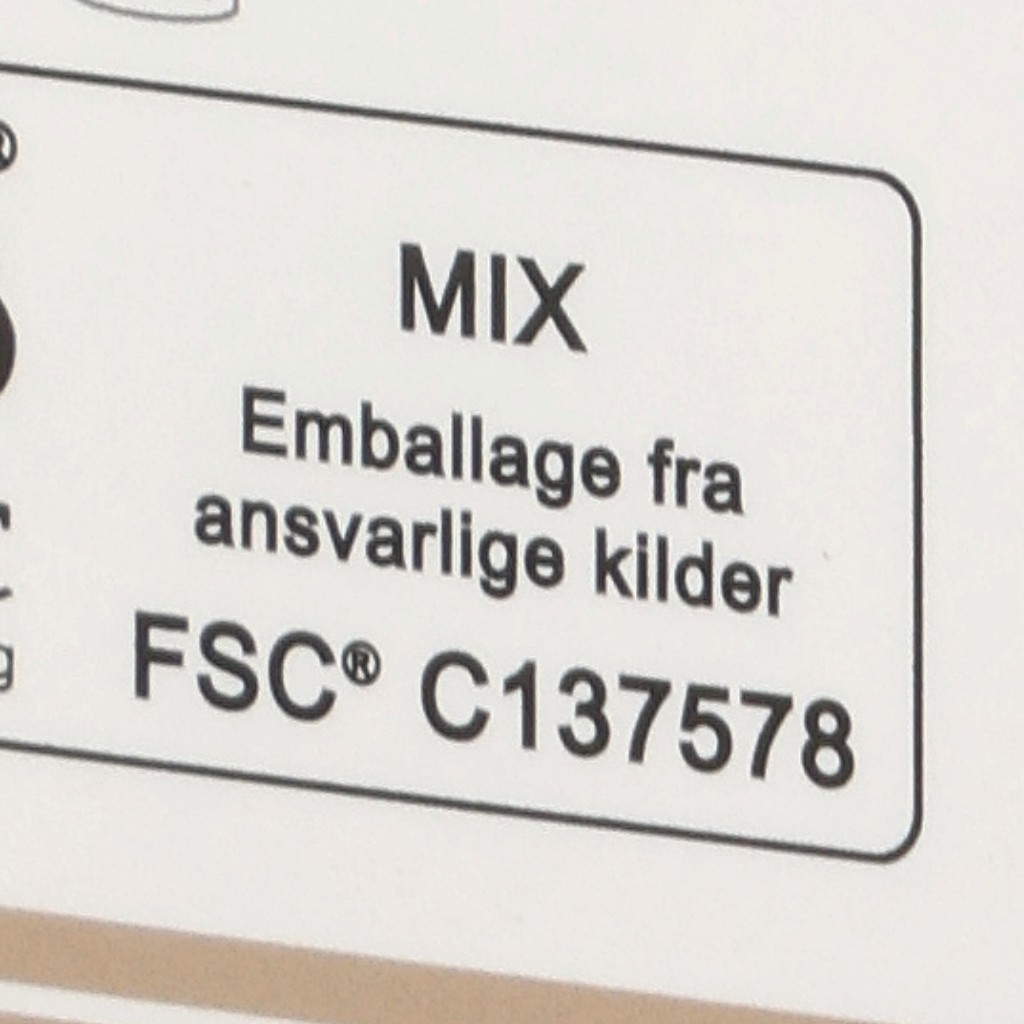 ®
MIX
Emballage fra
ansvarlige kilder
FSC® C137578